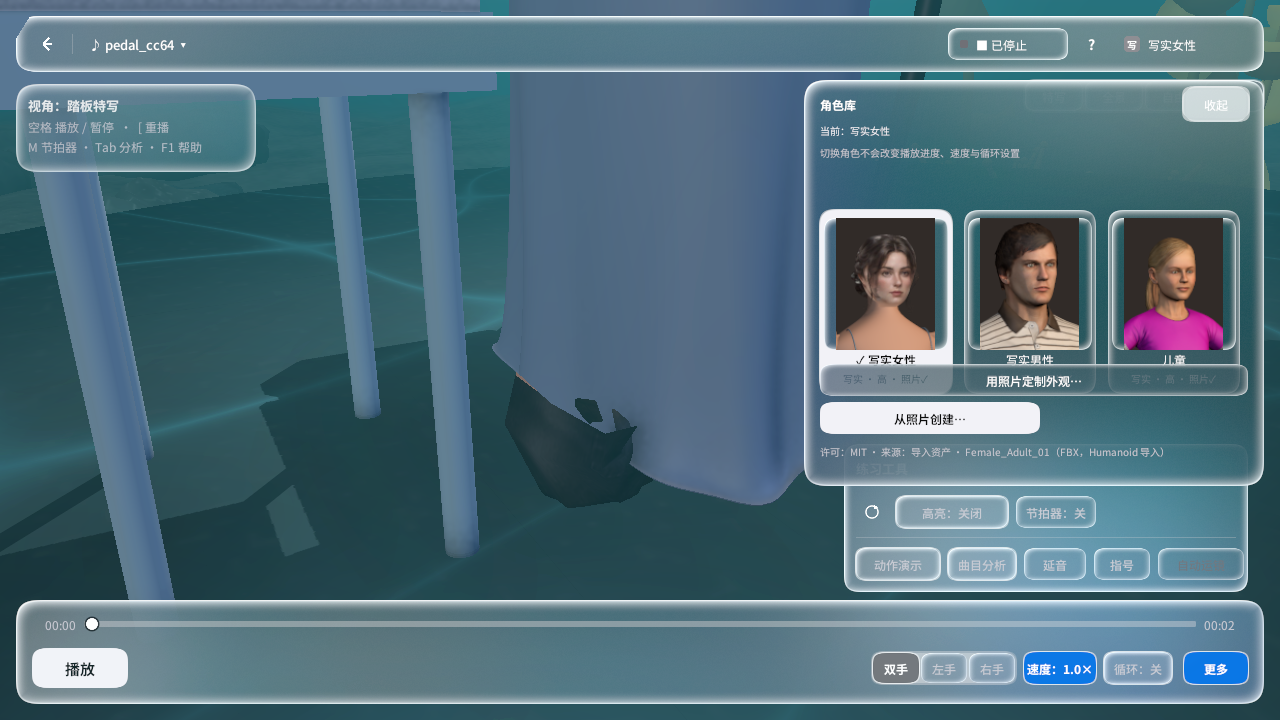 ♪ pedal_cc64 ▾
■ 已停止
?
写 写实女性
视角：踏板特写
空格 播放 / 暂停 · [ 重播
M 节拍器 · Tab 分析 · F1 帮助
角色库
收起
当前：写实女性
切换角色不会改变播放进度、速度与循环设置
✓ 写实女性
写实男性
儿童
写实 · 高 · 照片✓
写实 · 高 · 照片✓
用照片定制外观…
从照片创建…
许可：MIT · 来源：导入资产 · Female_Adult_01（FBX，Humanoid 导入）
练习工具
高亮：关闭
节拍器：关
动作演示
曲目分析
延音
指号
00:00
00:02
播放
双手
左手
右手
速度：1.0×
循环：关
更多